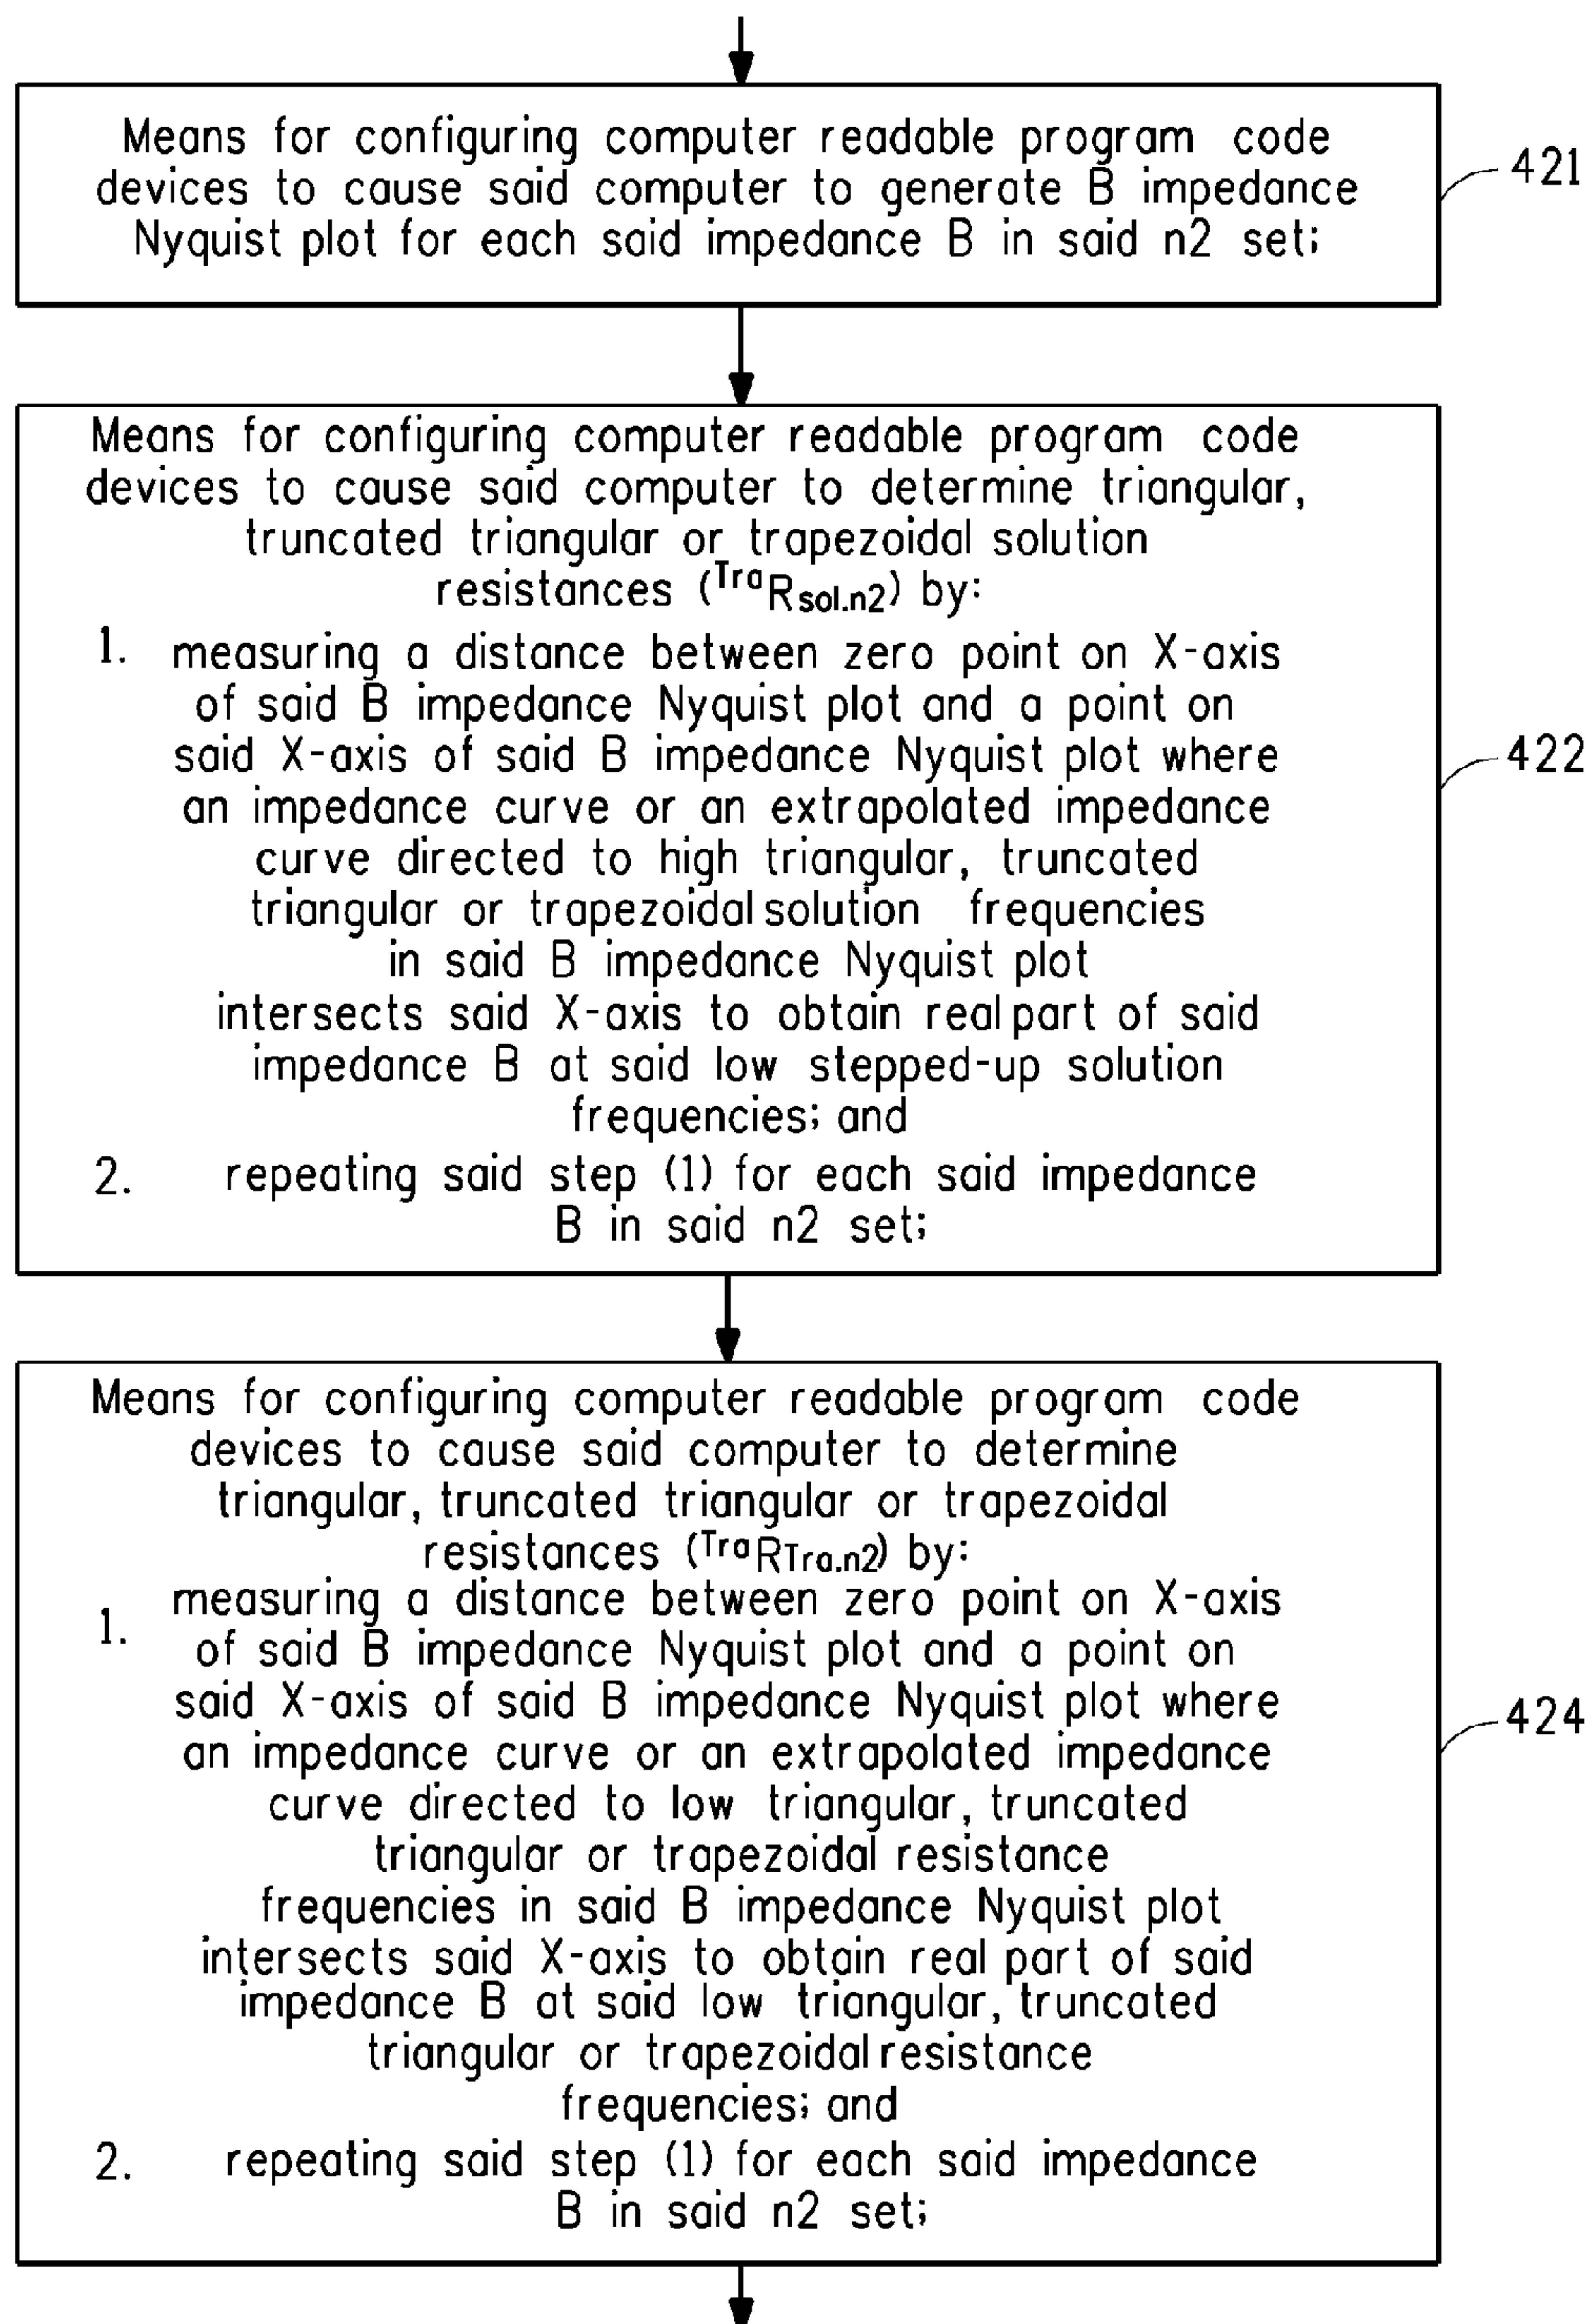 Means for configuring computer readable program code
devices to cause said computer to generate B impedance
Nyquist plot for each said impedance B in said n2 set;
421
Means for configuring computer readable program code
devices to cause said computer to determine triangular,
truncated triangular or trapezoidal solution
resistances (TraRsol.n2) by:
1. measuring a distance between zero point on X-axis
of said B impedance Nyquist plot and a point on
said X-axis of said B impedance Nyquist plot where
an impedance curve or an extrapolated impedance
curve directed to high triangular, truncated
triangular or trapezoidal solution frequencies
in said B impedance Nyquist plot
intersects said X-axis to obtain real part of said
impedance B at said low stepped-up solution
frequencies; and
2. repeating said step (1) for each said impedance
B in said n2 set;
422
Means for configuring computer readable program code
devices to cause said computer to determine
triangular, truncated triangular or trapezoidal
resistances (TraRTra.n2) by:
1. measuring a distance between zero point on X-axis
of said B impedance Nyquist plot and a point on
said X-axis of said B impedance Nyquist plot where
an impedance curve or an extrapolated impedance
curve directed to low triangular, truncated
triangular or trapezoidal resistance
frequencies in said B impedance Nyquist plot
intersects said X-axis to obtain real part of said
impedance B at said low triangular, truncated
triangular or trapezoidal resistance
frequencies; and
2. repeating said step (1) for each said impedance
B in said n2 set;
424